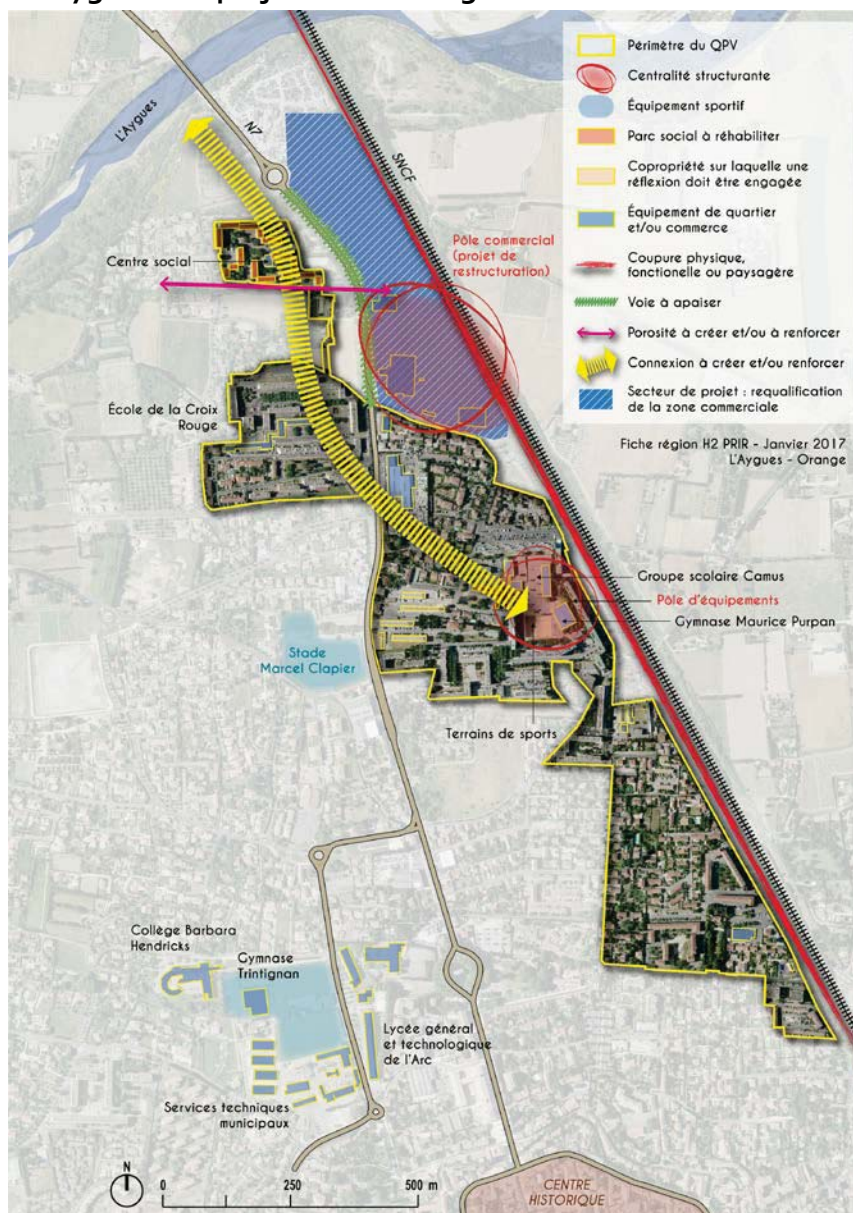 L'Aygues
N7
SNCF
Périmètre du QPV
Centralité structurante
Équipement sportif
Parc social à réhabiliter
Copropriété sur laquelle une
réflexion doit être engagée
Équipement de quartier
et/ou commerce
Coupure physique,
fonctionelle ou paysagère
Voie à apaiser
Porosité à créer et/ou à renforcer
Connexion à créer et/ou renforcer
Secteur de projet : requalification
de la zone commerciale
Fiche région H2 PRIR - Janvier 2017
L'Aygues - Orange
Pôle commercial
(projet de
restructuration)
Centre social
École de la Croix
Rouge
Groupe scolaire Camus
Pôle d'équipements
Gymnase Maurice Purpan
Stade
Marcel Clapier
Terrains de sports
Collège Barbara
Hendricks
Gymnase
Trintignan
Lycée général
et technologique
de l'Arc
Services techniques
municipaux
N
0 250 500 m
CENTRE
HISTORIQUE